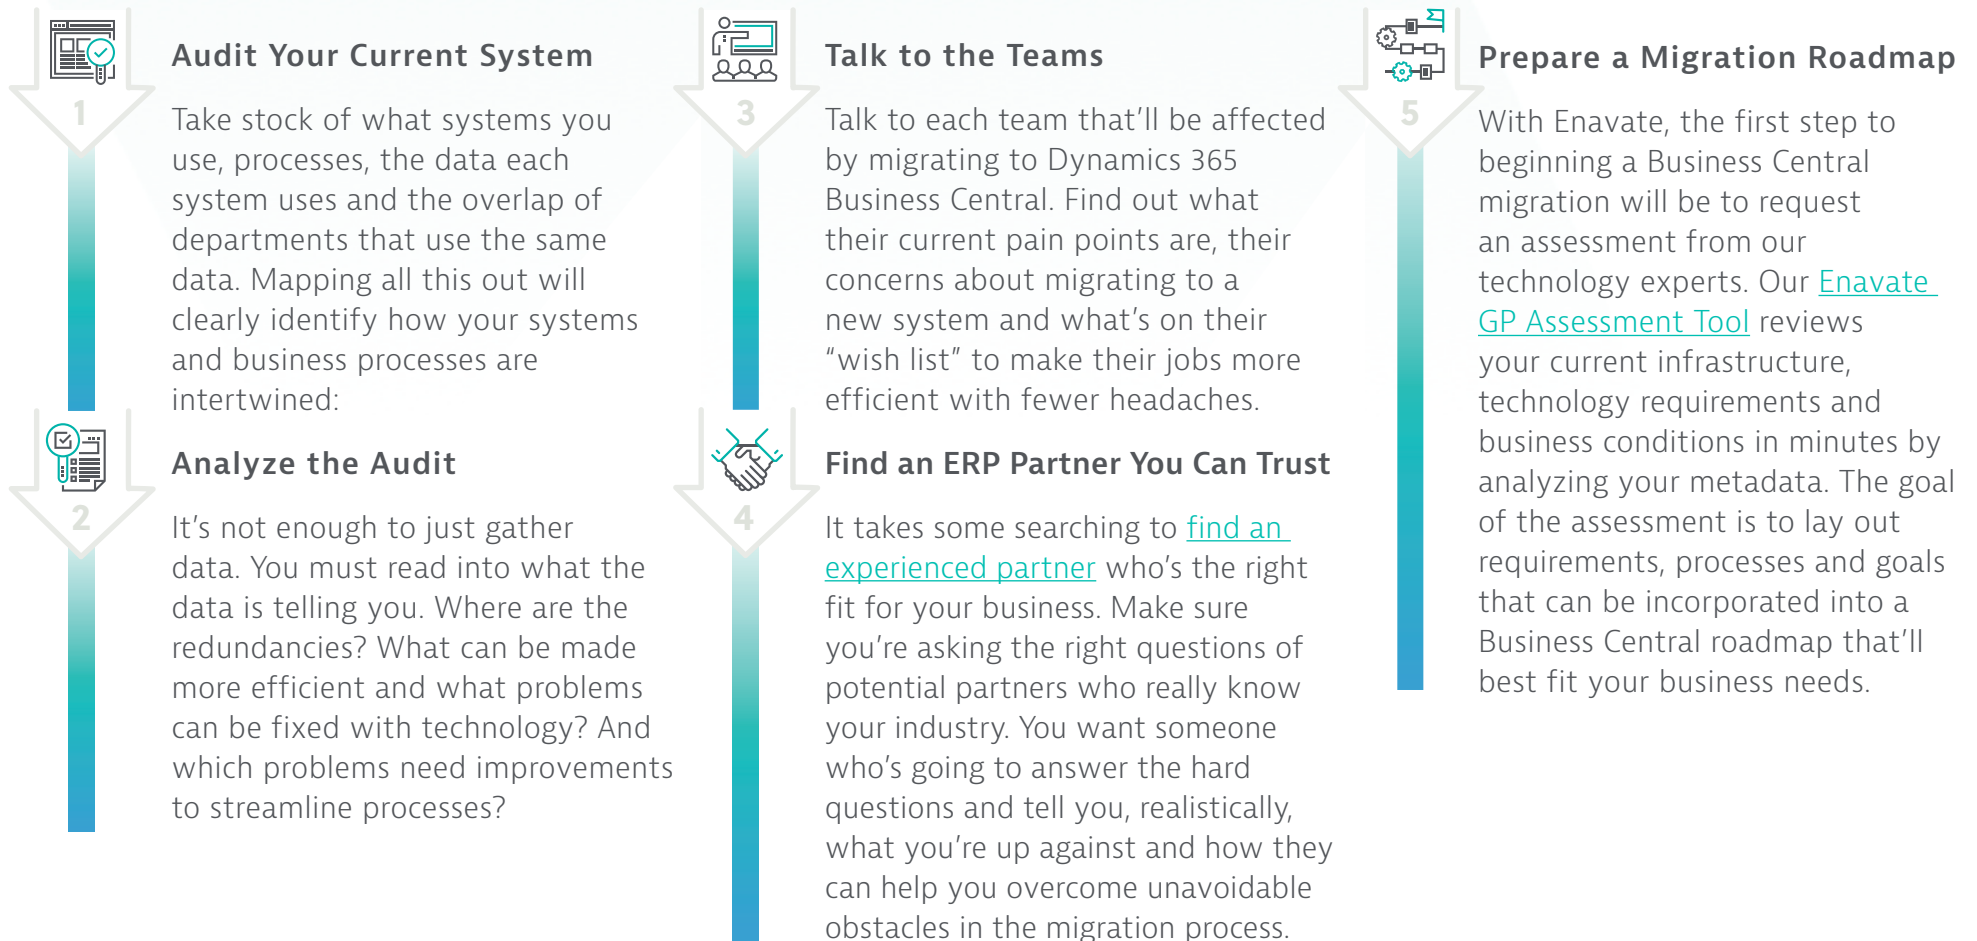 1
Audit Your Current System
Take stock of what systems you
use, processes, the data each
system uses and the overlap of
departments that use the same
data. Mapping all this out will
clearly identify how your systems
and business processes are
intertwined:
2
Analyze the Audit
It’s not enough to just gather
data. You must read into what the
data is telling you. Where are the
redundancies? What can be made
more efficient and what problems
can be fixed with technology? And
which problems need improvements
to streamline processes?
3
Talk to the Teams
Talk to each team that’ll be affected
by migrating to Dynamics 365
Business Central. Find out what
their current pain points are, their
concerns about migrating to a
new system and what’s on their
“wish list” to make their jobs more
efficient with fewer headaches.
4
Find an ERP Partner You Can Trust
It takes some searching to find an
experienced partner who’s the right
fit for your business. Make sure
you’re asking the right questions of
potential partners who really know
your industry. You want someone
who’s going to answer the hard
questions and tell you, realistically,
what you’re up against and how they
can help you overcome unavoidable
obstacles in the migration process.
5
Prepare a Migration Roadmap
With Enavate, the first step to
beginning a Business Central
migration will be to request
an assessment from our
technology experts. Our Enavate
GP Assessment Tool reviews
your current infrastructure,
technology requirements and
business conditions in minutes by
analyzing your metadata. The goal
of the assessment is to lay out
requirements, processes and goals
that can be incorporated into a
Business Central roadmap that’ll
best fit your business needs.